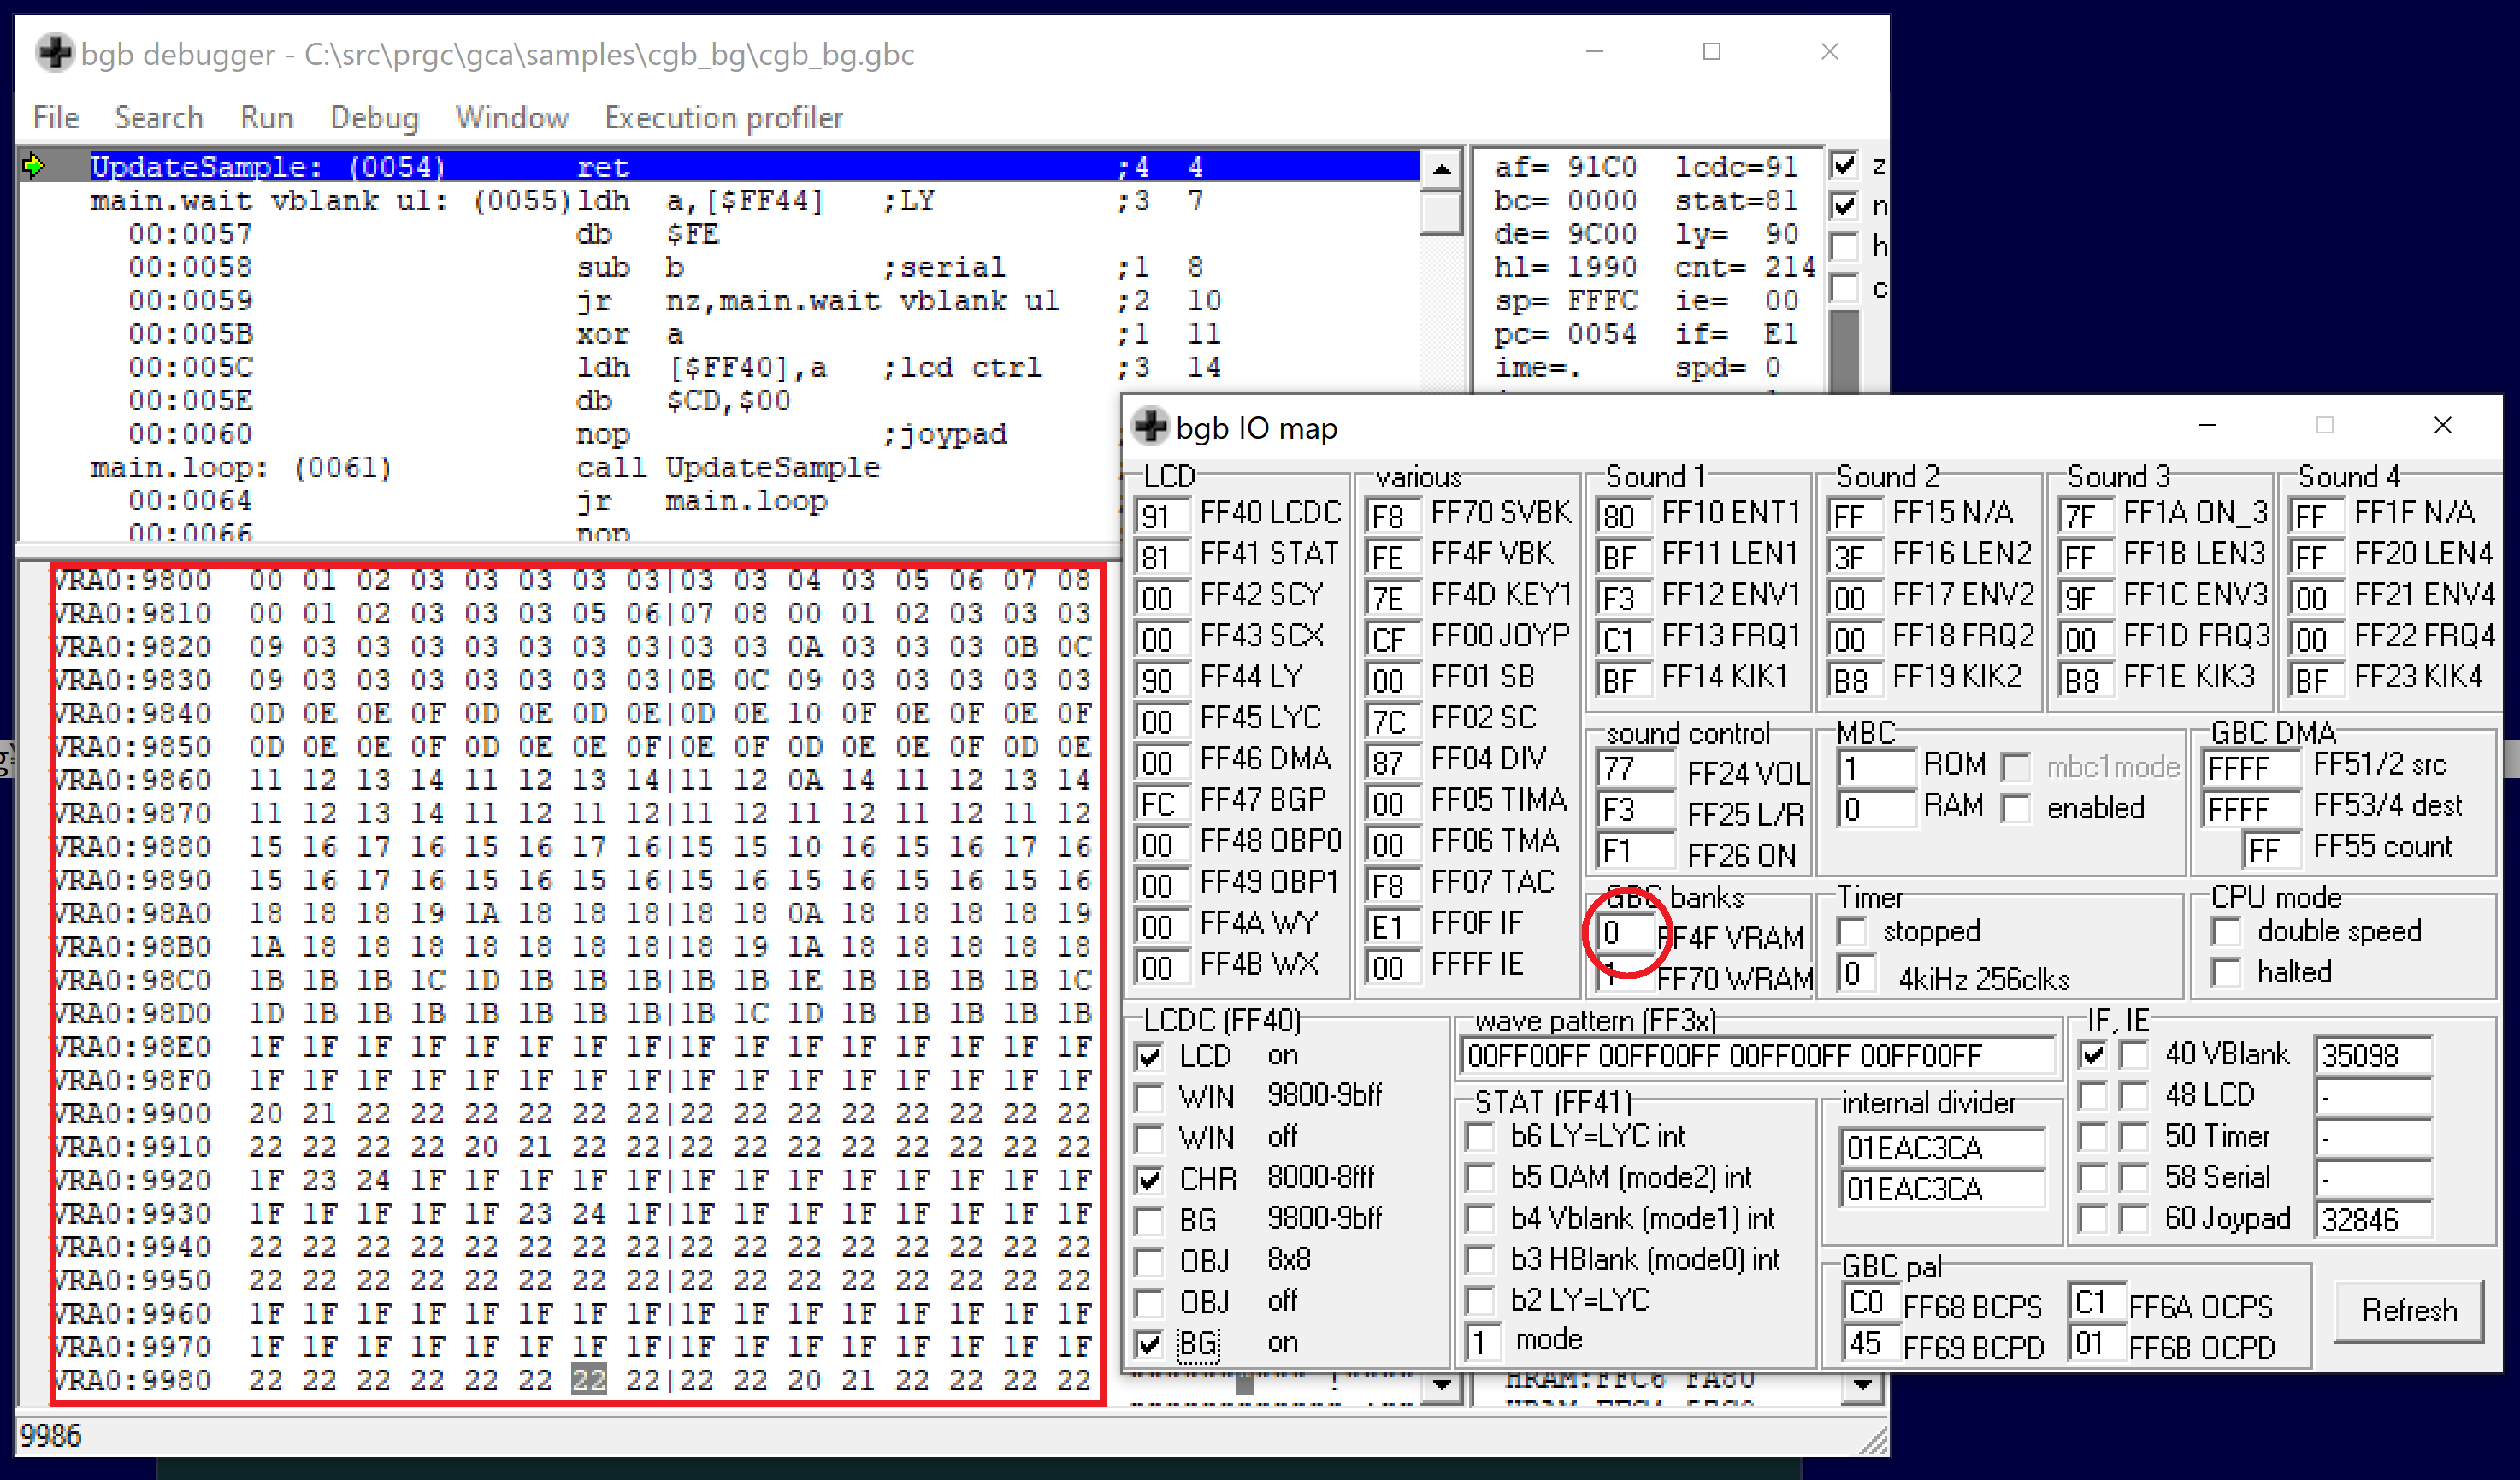 bgb debugger - C:\src\prgc\gca\samples\cgb_bg\cgb_bg.gbc
File Search Run Debug Window Execution profiler
UpdateSample: (0054) ret ;4 4
main.wait vblank ul: (0055) ldh a,[$FF44] ;LY ;3 7
00:0057 db $FE
00:0058 sub b ;serial ;1 8
00:0059 jr nz,main.wait vblank ul ;2 10
00:005B xor a ;1 11
00:005C ldh [$FF40],a ;lcd ctrl ;3 14
00:005E db $CD,$00
00:0060 nop ;joypad
main.loop: (0061) call UpdateSample
00:0064 jr main.loop
00:0066 nop
af= 91C0 lcdc=91 z
bc= 0000 stat=81 n
de= 9C00 ly= 90 h
hl= 1990 cnt= 214 c
sp= FFFC ie= 00
pc= 0054 if= E1
ime=. spd= 0
VRA0:9800 00 01 02 03 03 03 03 03|03 03 04 03 05 06 07 08
VRA0:9810 00 01 02 03 03 03 05 06|07 08 00 01 02 03 03 03
VRA0:9820 09 03 03 03 03 03 03 03|03 03 0A 03 03 03 0B 0C
VRA0:9830 09 03 03 03 03 03 03 03|0B 0C 09 03 03 03 03 03
VRA0:9840 0D 0E 0E 0F 0D 0E 0D 0E|0D 0E 10 0F 0E 0F 0E 0F
VRA0:9850 0D 0E 0E 0F 0D 0E 0E 0F|0E 0F 0D 0E 0E 0F 0D 0E
VRA0:9860 11 12 13 14 11 12 13 14|11 12 0A 14 11 12 13 14
VRA0:9870 11 12 13 14 11 12 11 12|11 12 11 12 11 12 11 12
VRA0:9880 15 16 17 16 15 16 17 16|15 15 10 16 15 16 17 16
VRA0:9890 15 16 17 16 15 16 15 16|15 16 15 16 15 16 15 16
VRA0:98A0 18 18 18 19 1A 18 18 18|18 18 0A 18 18 18 18 19
VRA0:98B0 1A 18 18 18 18 18 18 18|18 19 1A 18 18 18 18 18
VRA0:98C0 1B 1B 1B 1C 1D 1B 1B 1B|1B 1B 1E 1B 1B 1B 1B 1C
VRA0:98D0 1D 1B 1B 1B 1B 1B 1B 1B|1B 1C 1D 1B 1B 1B 1B 1B
VRA0:98E0 1F 1F 1F 1F 1F 1F 1F 1F|1F 1F 1F 1F 1F 1F 1F 1F
VRA0:98F0 1F 1F 1F 1F 1F 1F 1F 1F|1F 1F 1F 1F 1F 1F 1F 1F
VRA0:9900 20 21 22 22 22 22 22 22|22 22 22 22 22 22 22 22
VRA0:9910 22 22 22 22 20 21 22 22|22 22 22 22 22 22 22 22
VRA0:9920 1F 23 24 1F 1F 1F 1F 1F|1F 1F 1F 1F 1F 1F 1F 1F
VRA0:9930 1F 1F 1F 1F 1F 23 24 1F|1F 1F 1F 1F 1F 1F 1F 1F
VRA0:9940 22 22 22 22 22 22 22 22|22 22 22 22 22 22 22 22
VRA0:9950 22 22 22 22 22 22 22 22|22 22 22 22 22 22 22 22
VRA0:9960 1F 1F 1F 1F 1F 1F 1F 1F|1F 1F 1F 1F 1F 1F 1F 1F
VRA0:9970 1F 1F 1F 1F 1F 1F 1F 1F|1F 1F 1F 1F 1F 1F 1F 1F
VRA0:9980 22 22 22 22 22 22 22 22|22 22 20 21 22 22 22 22
9986
HRAM:FFC6 FA80
bgb IO map
LCD
91 FF40 LCDC
81 FF41 STAT
00 FF42 SCY
00 FF43 SCX
90 FF44 LY
00 FF45 LYC
00 FF46 DMA
FC FF47 BGP
00 FF48 OBP0
00 FF49 OBP1
00 FF4A WY
00 FF4B WX
various
F8 FF70 SVBK
FE FF4F VBK
7E FF4D KEY1
CF FF00 JOYP
00 FF01 SB
7C FF02 SC
87 FF04 DIV
00 FF05 TIMA
00 FF06 TMA
F8 FF07 TAC
E1 FF0F IF
00 FFFF IE
Sound 1
80 FF10 ENT1
BF FF11 LEN1
F3 FF12 ENV1
C1 FF13 FRQ1
BF FF14 KIK1
Sound 2
FF FF15 N/A
3F FF16 LEN2
00 FF17 ENV2
00 FF18 FRQ2
B8 FF19 KIK2
Sound 3
7F FF1A ON_3
FF FF1B LEN3
9F FF1C ENV3
00 FF1D FRQ3
B8 FF1E KIK3
Sound 4
FF FF1F N/A
FF FF20 LEN4
00 FF21 ENV4
00 FF22 FRQ4
BF FF23 KIK4
sound control
77 FF24 VOL
F3 FF25 L/R
F1 FF26 ON
MBC
1 ROM mbc1mode
0 RAM enabled
GBC DMA
FFFF FF51/2 src
FFFF FF53/4 dest
FF FF55 count
GBC banks
0 FF4F VRAM
1 FF70 WRAM
Timer
stopped
0 4kiHz 256clks
CPU mode
double speed
halted
LCDC (FF40)
LCD on
WIN 9800-9bff
WIN off
CHR 8000-8fff
BG 9800-9bff
OBJ 8x8
OBJ off
BG on
wave pattern (FF3x)
00FF00FF 00FF00FF 00FF00FF 00FF00FF
STAT (FF41)
b6 LY=LYC int
b5 OAM (mode2) int
b4 Vblank (mode1) int
b3 HBlank (mode0) int
b2 LY=LYC
1 mode
internal divider
01EAC3CA
01EAC3CA
IF, IE
40 VBlank 35098
48 LCD -
50 Timer -
58 Serial -
60 Joypad 32846
GBC pal
C0 FF68 BCPS C1 FF6A OCPS
45 FF69 BCPD 01 FF6B OCPD
Refresh